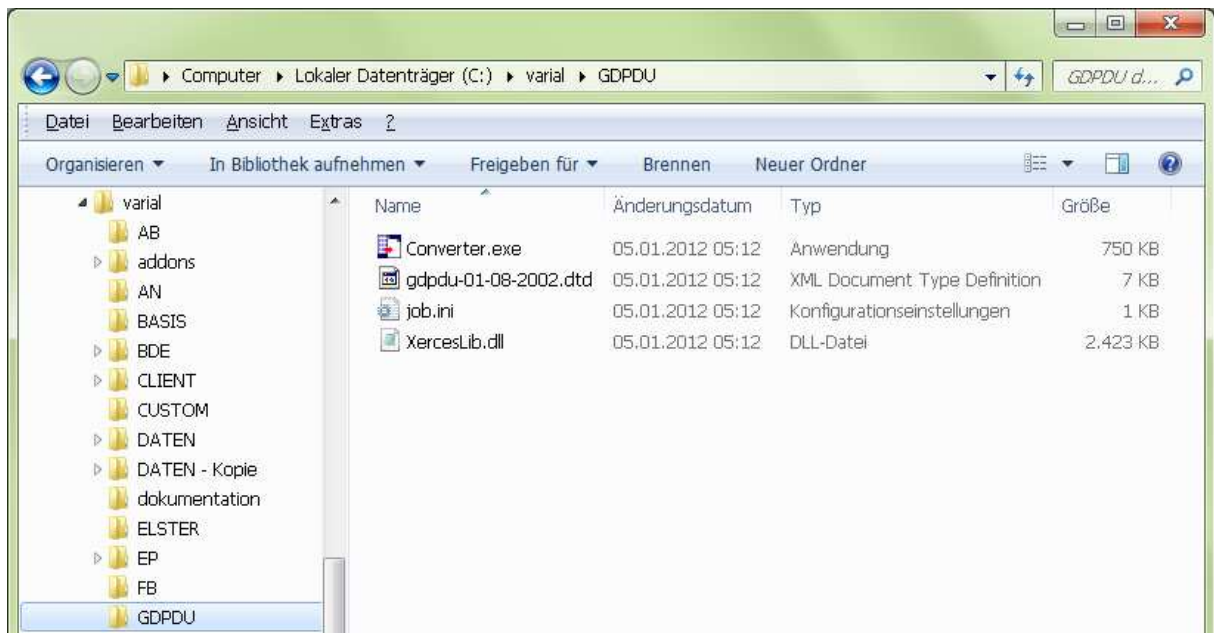 Computer ▸ Lokaler Datenträger (C:) ▸ varial ▸ GDPDU
GDPDU d...
Datei Bearbeiten Ansicht Extras ?
Organisieren In Bibliothek aufnehmen Freigeben für Brennen Neuer Ordner
varial
AB
addons
AN
BASIS
BDE
CLIENT
CUSTOM
DATEN
DATEN - Kopie
dokumentation
ELSTER
EP
FB
GDPDU
Name Änderungsdatum Typ Größe
Converter.exe 05.01.2012 05:12 Anwendung 750 KB
gdpdu-01-08-2002.dtd 05.01.2012 05:12 XML Document Type Definition 7 KB
job.ini 05.01.2012 05:12 Konfigurationseinstellungen 1 KB
XercesLib.dll 05.01.2012 05:12 DLL-Datei 2.423 KB